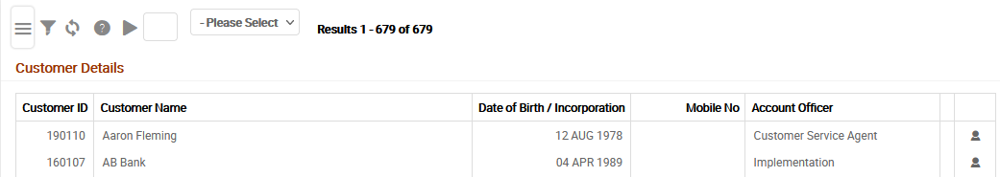 - Please Select
Results 1 - 679 of 679
Customer Details
Customer ID Customer Name Date of Birth / Incorporation Mobile No Account Officer
190110 Aaron Fleming 12 AUG 1978 Customer Service Agent
160107 AB Bank 04 APR 1989 Implementation